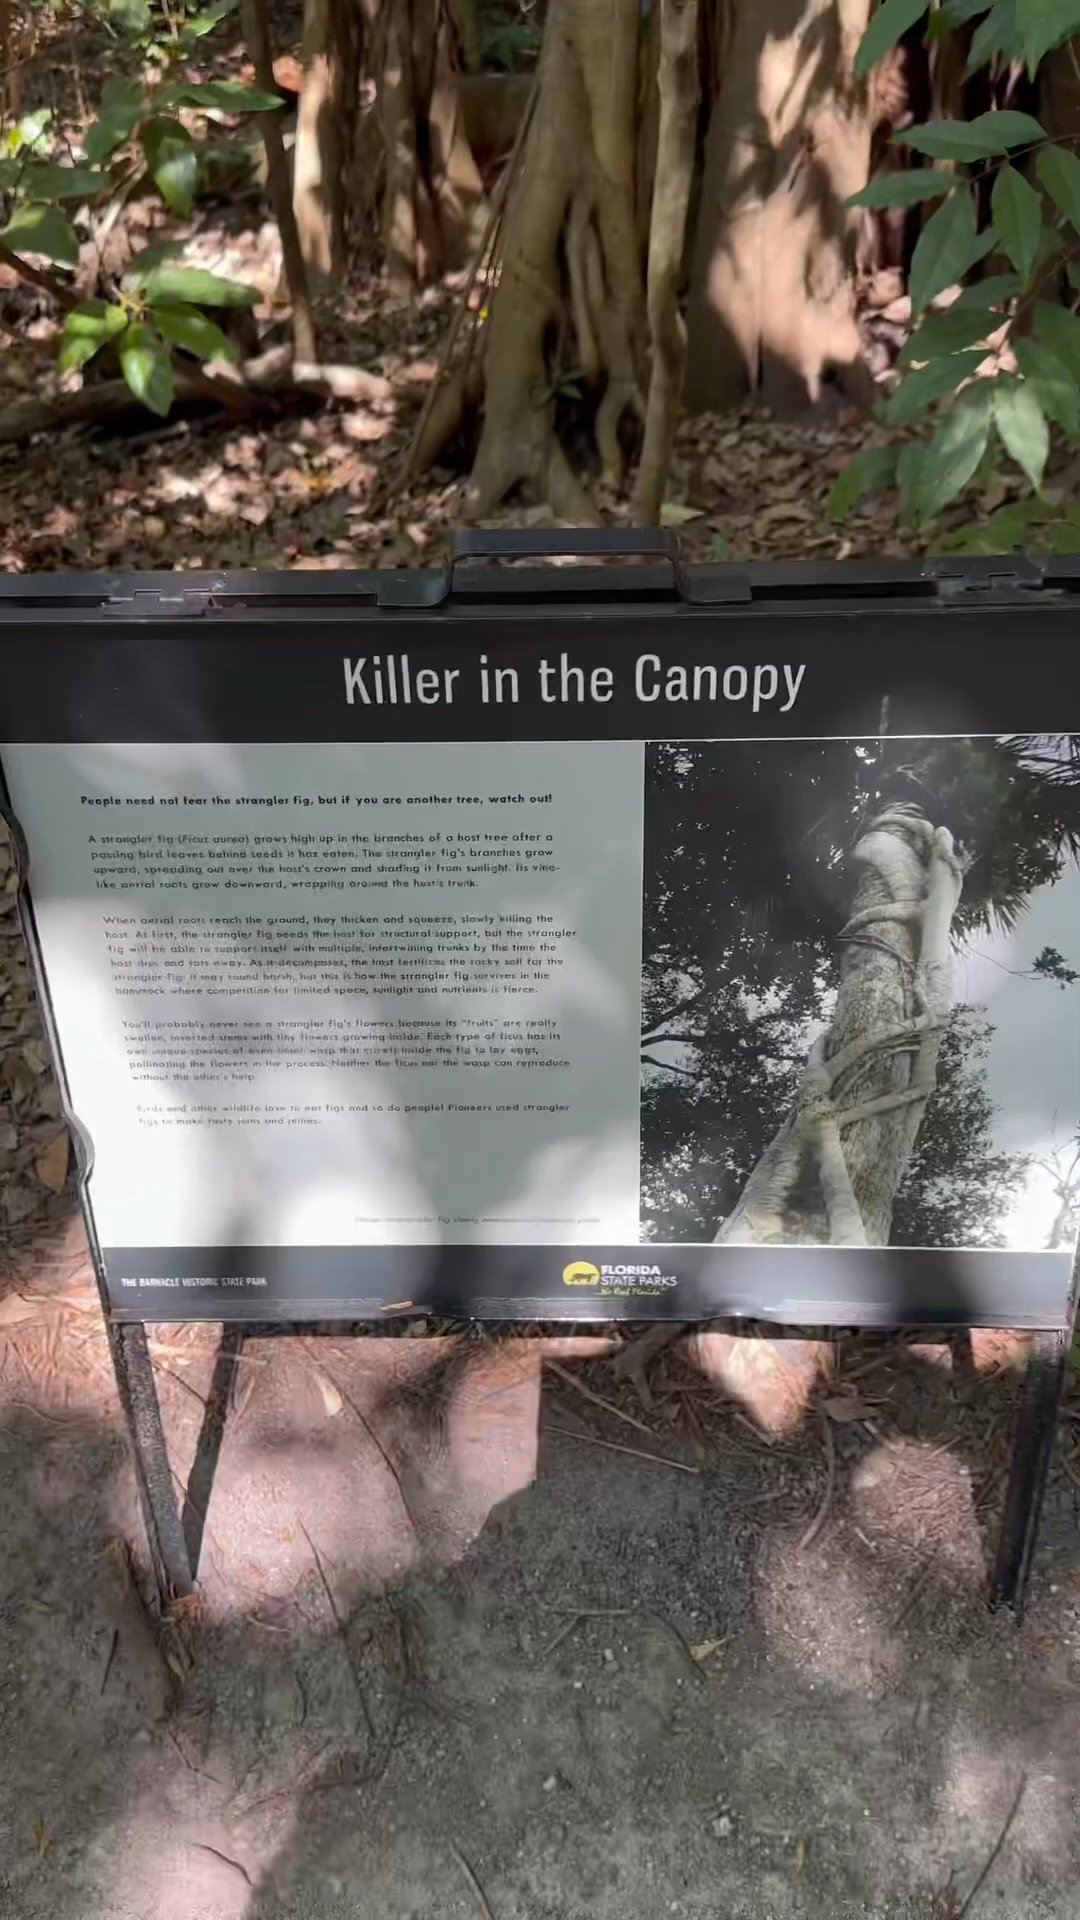 Killer in the Canopy
People need not fear the strangler fig, but if you are another tree, watch out!
A strangler fig (Ficus aurea) grows high up in the branches of a host tree after a
passing bird leaves behind seeds it has eaten. The strangler fig's branches grow
upward, spreading out over the host's crown and shading it from sunlight. Its vine-
like aerial roots grow downward, wrapping around the host's trunk.
When aerial roots reach the ground, they thicken and squeeze, slowly killing the
host. At first, the strangler fig needs the host for structural support, but the strangler
fig will be able to support itself with multiple, intertwining trunks by the time the
host dies and rots away. As it decomposes, the host fertilizes the rocky soil for the
strangler fig. It may sound harsh, but this is how the strangler fig survives in the
hammock where competition for limited space, sunlight and nutrients is fierce.
You'll probably never see a strangler fig's flowers because its "fruits" are really
swollen, inverted stems with tiny flowers growing inside. Each type of ficus has its
own unique species of even tinier wasp that crawls inside the fig to lay eggs,
pollinating the flowers in the process. Neither the ficus nor the wasp can reproduce
without the other's help.
Birds and other wildlife love to eat figs and so do people! Pioneers used strangler
figs to make tasty jams and jellies.
strangler fig slowly
THE BARNACLE HISTORIC STATE PARK
FLORIDA
STATE PARKS
...the Real Florida